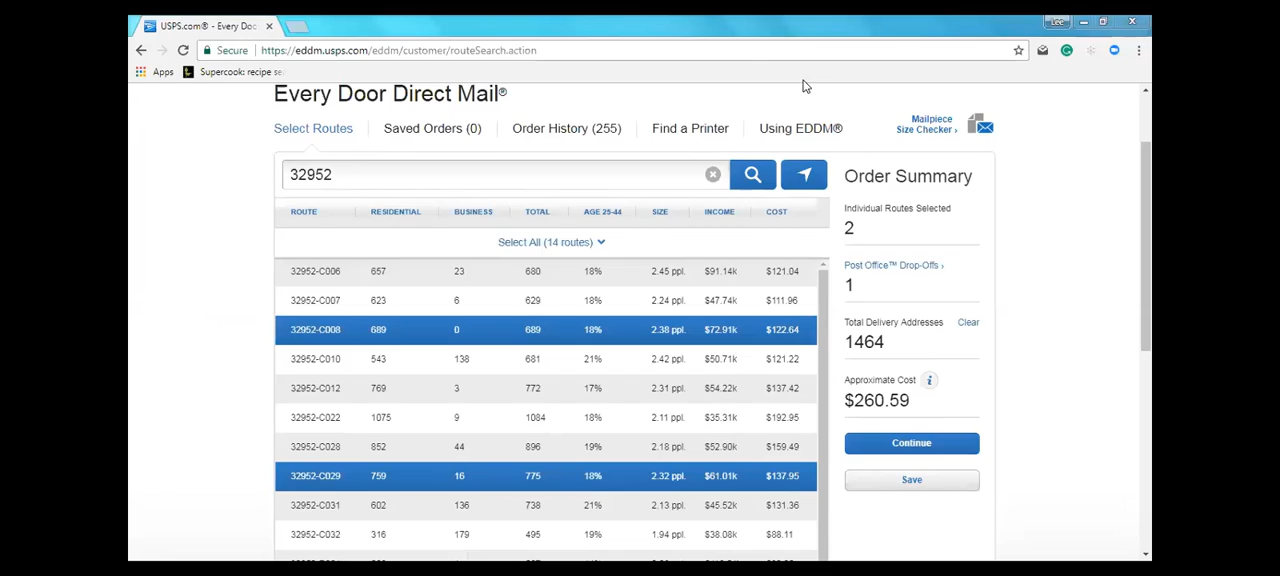 USPS.com® - Every Doo
Lee
Secure https://eddm.usps.com/eddm/customer/routeSearch.action
Apps Supercook: recipe se
Every Door Direct Mail®
Select Routes Saved Orders (0) Order History (255) Find a Printer Using EDDM® Mailpiece
Size Checker ›
32952
ROUTE RESIDENTIAL BUSINESS TOTAL AGE 25-44 SIZE INCOME COST
Select All (14 routes)
32952-C006 657 23 680 18% 2.45 ppl. $91.14k $121.04
32952-C007 623 6 629 18% 2.24 ppl. $47.74k $111.96
32952-C008 689 0 689 18% 2.38 ppl. $72.91k $122.64
32952-C010 543 138 681 21% 2.42 ppl. $50.71k $121.22
32952-C012 769 3 772 17% 2.31 ppl. $54.22k $137.42
32952-C022 1075 9 1084 18% 2.11 ppl. $35.31k $192.95
32952-C028 852 44 896 19% 2.18 ppl. $52.90k $159.49
32952-C029 759 16 775 18% 2.32 ppl. $61.01k $137.95
32952-C031 602 136 738 21% 2.13 ppl. $45.52k $131.36
32952-C032 316 179 495 19% 1.94 ppl. $38.08k $88.11
Order Summary
Individual Routes Selected
2
Post Office™ Drop-Offs ›
1
Total Delivery Addresses Clear
1464
Approximate Cost i
$260.59
Continue
Save